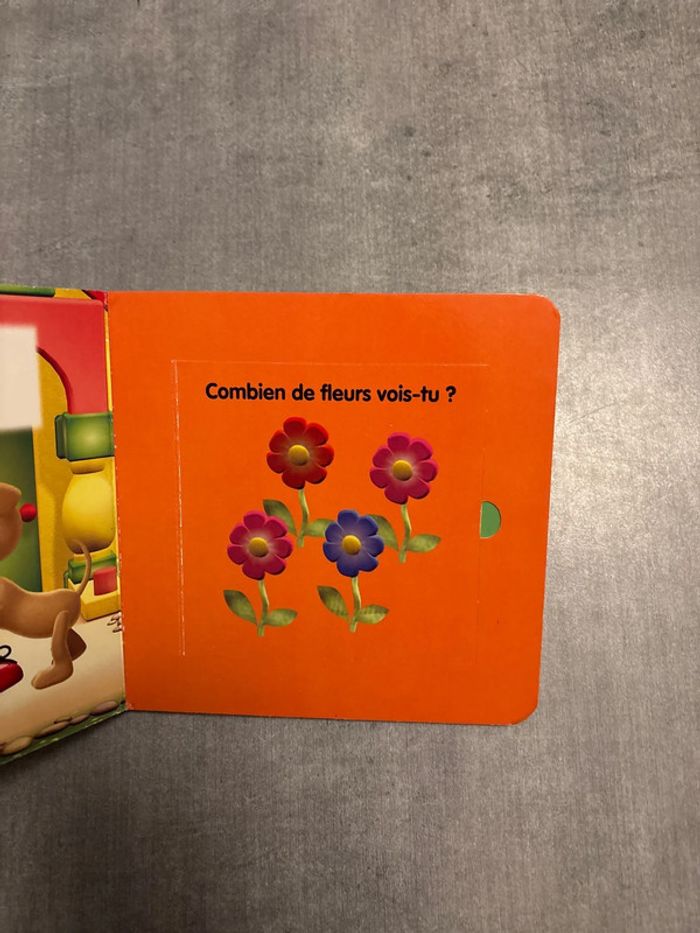 Combien de fleurs vois-tu ?